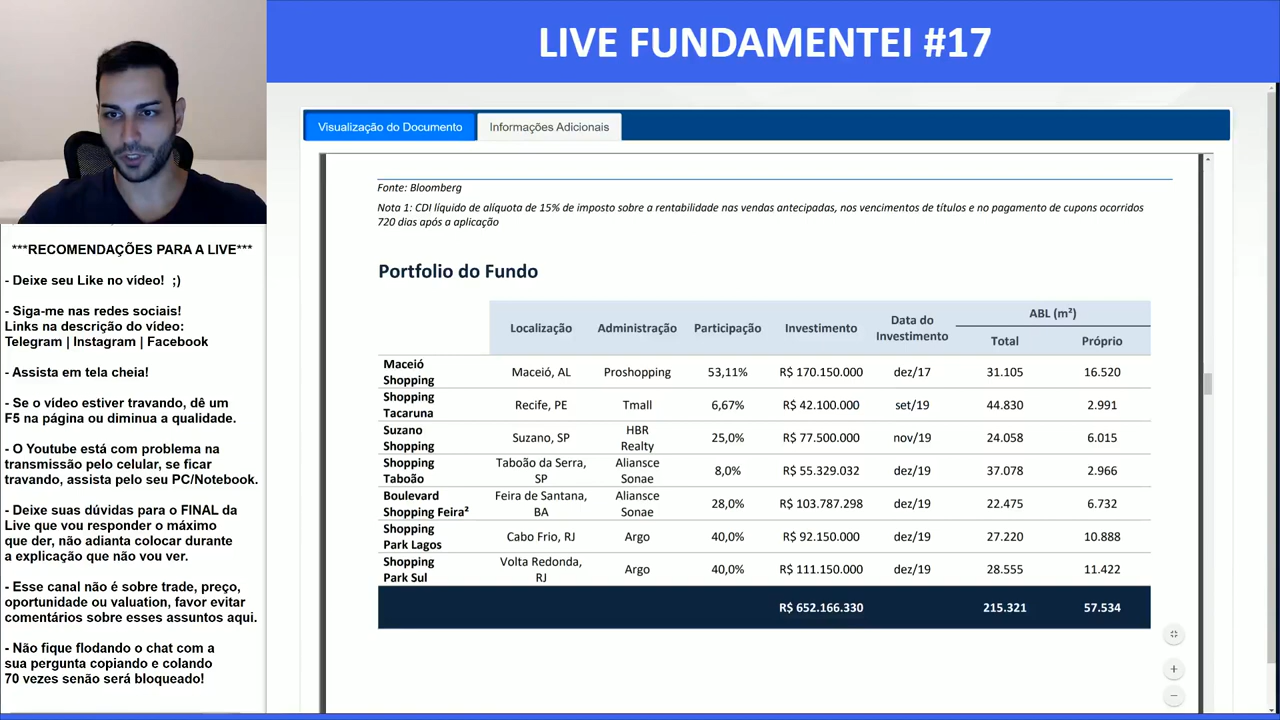 LIVE FUNDAMENTEI #17
***RECOMENDAÇÕES PARA A LIVE***
- Deixe seu Like no vídeo!  ;)
- Siga-me nas redes sociais!
Links na descrição do vídeo:
Telegram | Instagram | Facebook
- Assista em tela cheia!
- Se o vídeo estiver travando, dê um
F5 na página ou diminua a qualidade.
- O Youtube está com problema na
transmissão pelo celular, se ficar
travando, assista pelo seu PC/Notebook.
- Deixe suas dúvidas para o FINAL da
Live que vou responder o máximo
que der, não adianta colocar durante
a explicação que não vou ver.
- Esse canal não é sobre trade, preço,
oportunidade ou valuation, favor evitar
comentários sobre esses assuntos aqui.
- Não fique flodando o chat com a
sua pergunta copiando e colando
70 vezes senão será bloqueado!
Visualização do Documento Informações Adicionais
Fonte: Bloomberg
Nota 1: CDI líquido de alíquota de 15% de imposto sobre a rentabilidade nas vendas antecipadas, nos vencimentos de títulos e no pagamento de cupons ocorridos
720 dias após a aplicação
Portfolio do Fundo
Localização Administração Participação Investimento Data do Investimento ABL (m²)
Total Próprio
Maceió Shopping Maceió, AL Proshopping 53,11% R$ 170.150.000 dez/17 31.105 16.520
Shopping Tacaruna Recife, PE Tmall 6,67% R$ 42.100.000 set/19 44.830 2.991
Suzano Shopping Suzano, SP HBR Realty 25,0% R$ 77.500.000 nov/19 24.058 6.015
Shopping Taboão Taboão da Serra, SP Aliansce Sonae 8,0% R$ 55.329.032 dez/19 37.078 2.966
Boulevard Shopping Feira² Feira de Santana, BA Aliansce Sonae 28,0% R$ 103.787.298 dez/19 22.475 6.732
Shopping Park Lagos Cabo Frio, RJ Argo 40,0% R$ 92.150.000 dez/19 27.220 10.888
Shopping Park Sul Volta Redonda, RJ Argo 40,0% R$ 111.150.000 dez/19 28.555 11.422
R$ 652.166.330 215.321 57.534